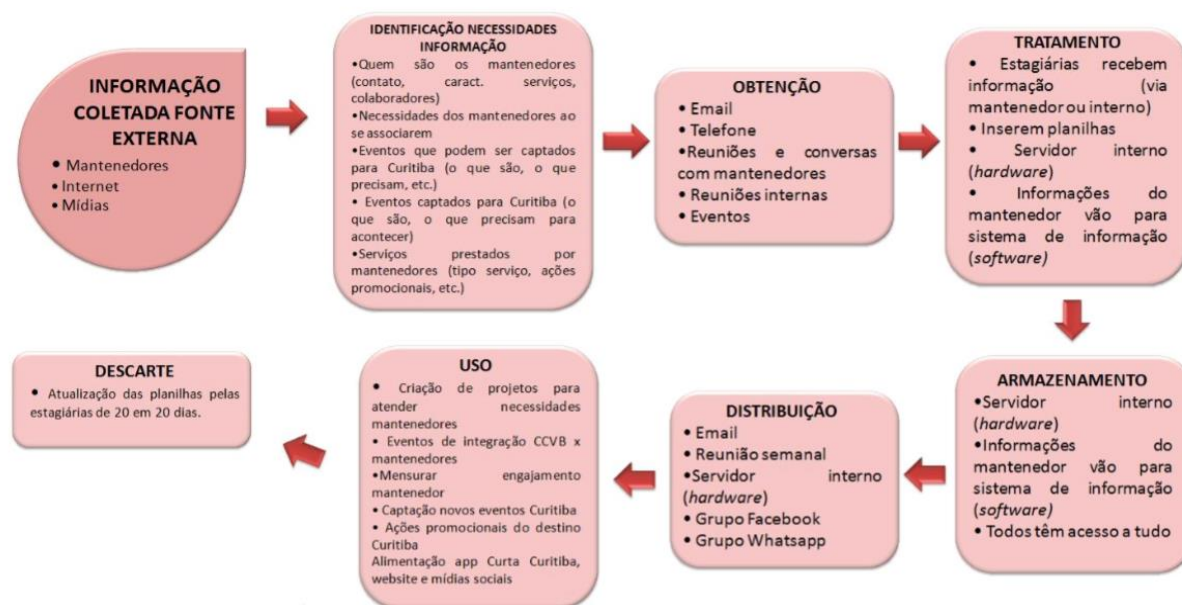 INFORMAÇÃO
COLETADA FONTE
EXTERNA
• Mantenedores
• Internet
• Mídias
IDENTIFICAÇÃO NECESSIDADES
INFORMAÇÃO
•Quem são os mantenedores
(contato, caract. serviços,
colaboradores)
•Necessidades dos mantenedores ao
se associarem
•Eventos que podem ser captados
para Curitiba (o que são, o que
precisam, etc.)
• Eventos captados para Curitiba (o
que são, o que precisam para
acontecer)
•Serviços prestados por
mantenedores (tipo serviço, ações
promocionais, etc.)
OBTENÇÃO
• Email
• Telefone
•Reuniões e conversas
com mantenedores
• Reuniões internas
• Eventos
TRATAMENTO
• Estagiárias recebem
informação (via
mantenedor ou interno)
• Inserem planilhas
• Servidor interno
(hardware)
• Informações do
mantenedor vão para
sistema de informação
(software)
ARMAZENAMENTO
•Servidor interno
(hardware)
•Informações do
mantenedor vão para
sistema de informação
(software)
• Todos têm acesso a tudo
DISTRIBUIÇÃO
• Email
• Reunião semanal
•Servidor interno
(hardware)
• Grupo Facebook
• Grupo Whatsapp
USO
• Criação de projetos para
atender necessidades
mantenedores
• Eventos de integração CCVB x
mantenedores
•Mensurar engajamento
mantenedor
• Captação novos eventos Curitiba
• Ações promocionais do destino
Curitiba
Alimentação app Curta Curitiba,
website e mídias sociais
DESCARTE
• Atualização das planilhas pelas
estagiárias de 20 em 20 dias.